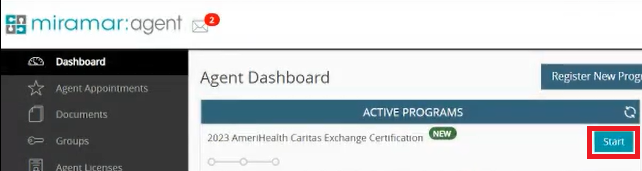 miramar:agent
2
Dashboard
Agent Appointments
Documents
Groups
Agent Licenses
Agent Dashboard
Register New Prog
ACTIVE PROGRAMS
2023 AmeriHealth Caritas Exchange Certification NEW
Start